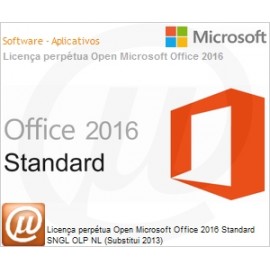 Software - Aplicativos
Microsoft
Licença perpétua Open Microsoft Office 2016
Office 2016
Standard
Licença perpétua Open Microsoft Office 2016 Standard
SNGL OLP NL (Substitui 2013)